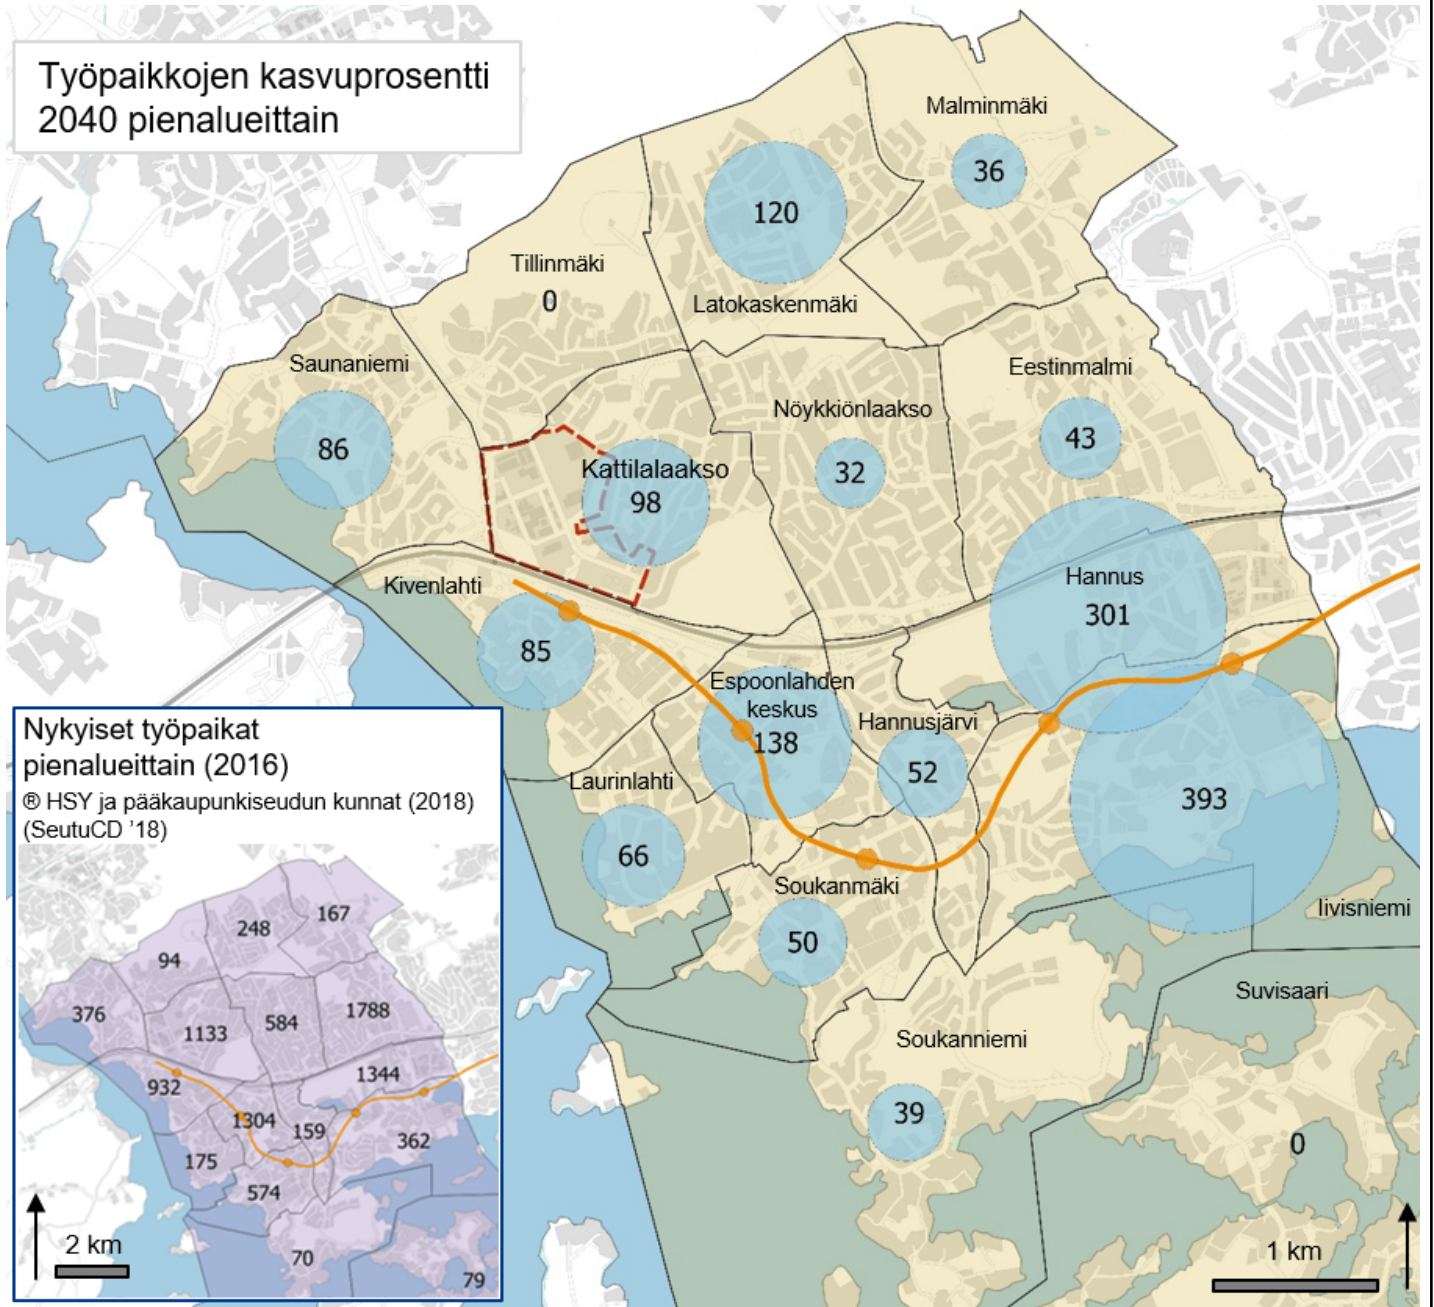 Työpaikkojen kasvuprosentti
2040 pienalueittain
Malminmäki
36
120
Latokaskenmäki
Tillinmäki
0
Saunaniemi
86
Eestinmalmi
43
Nöykkiönlaakso
32
Kattilalaakso
98
Kivenlahti
85
Hannus
301
Espoonlahden
keskus
138
Hannusjärvi
52
Laurinlahti
66
393
Iivisniemi
Soukanmäki
50
Suvisaari
0
Soukanniemi
39
1 km
Nykyiset työpaikat
pienalueittain (2016)
® HSY ja pääkaupunkiseudun kunnat (2018)
(SeutuCD ’18)
167
248
94
376
1133
584
1788
932
1344
1304
159
362
175
574
70
79
2 km